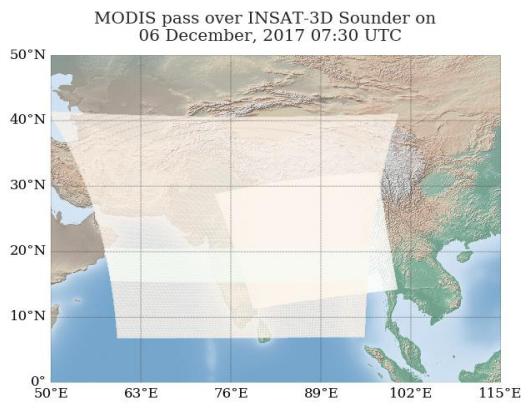 MODIS pass over INSAT-3D Sounder on
06 December, 2017 07:30 UTC
50°N
40°N
30°N
20°N
10°N
0°
50°E 63°E 76°E 89°E 102°E 115°E